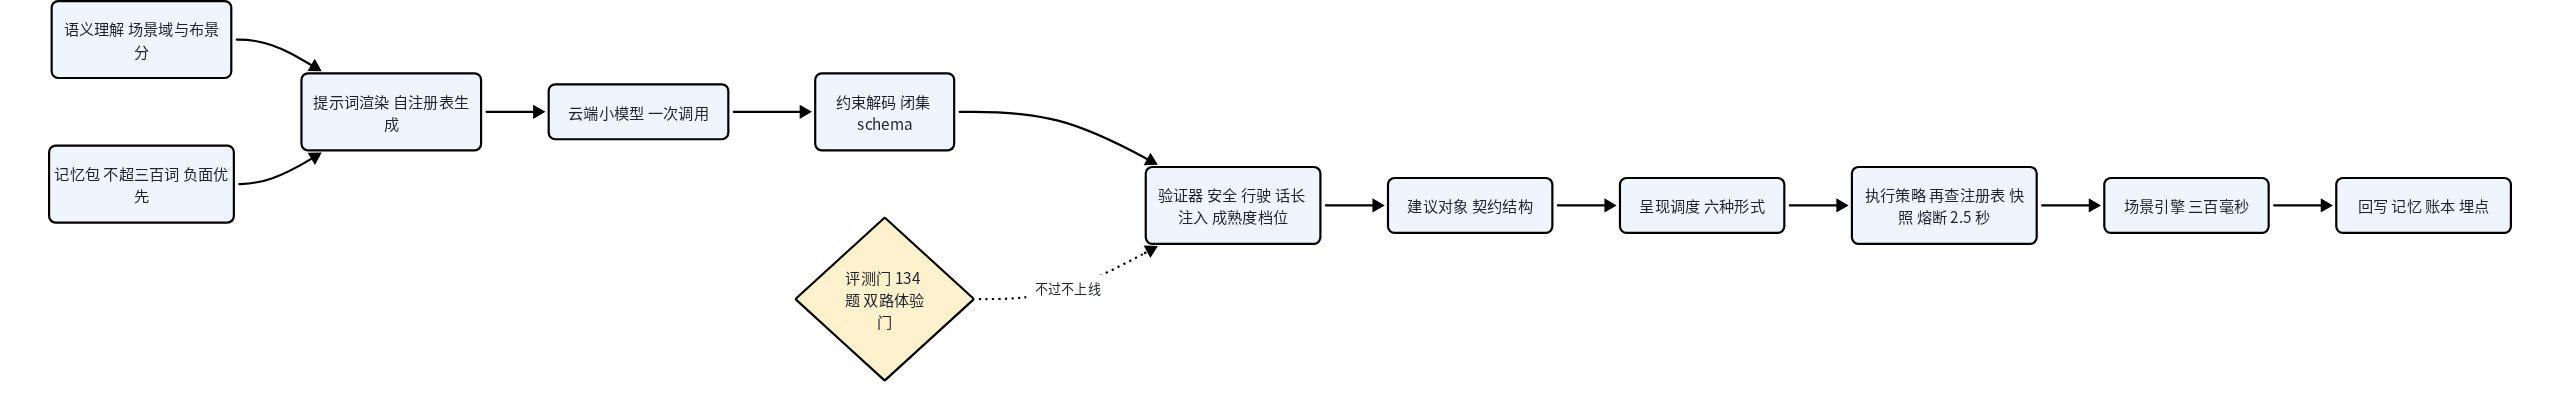 语义理解 场景域与布景
分
记忆包 不超三百词 负面优
先
提示词渲染 自注册表生
成
云端小模型 一次调用
约束解码 闭集
schema
评测门 134
题 双路体验
门
不过不上线
验证器 安全 行驶 话长
注入 成熟度档位
建议对象 契约结构
呈现调度 六种形式
执行策略 再查注册表 快
照 熔断 2.5 秒
场景引擎 三百毫秒
回写 记忆 账本 埋点